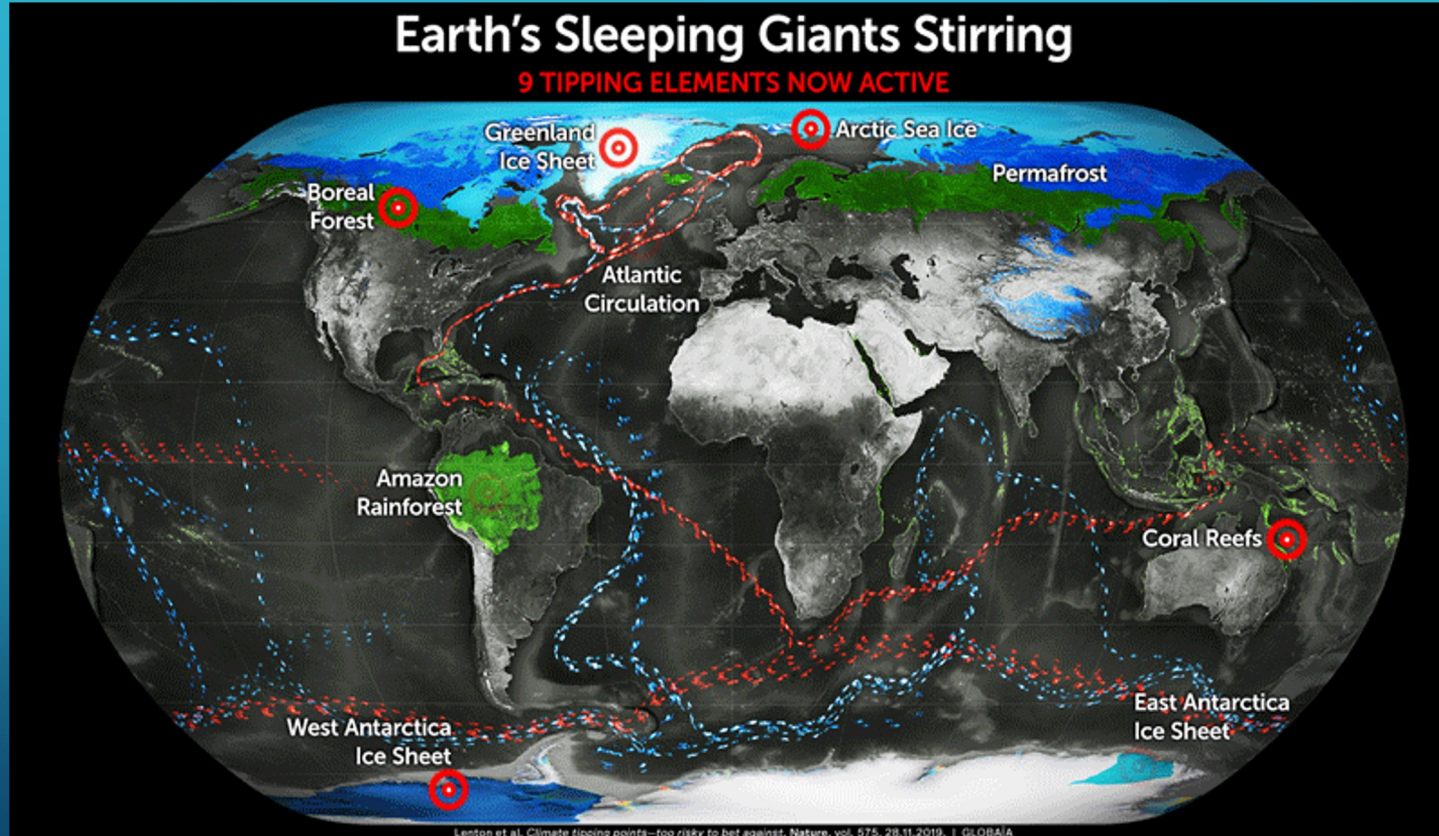 Earth's Sleeping Giants Stirring
9 TIPPING ELEMENTS NOW ACTIVE
Greenland
Ice Sheet
Arctic Sea Ice
Permafrost
Boreal
Forest
Atlantic
Circulation
Amazon
Rainforest
Coral Reefs
East Antarctica
Ice Sheet
West Antarctica
Ice Sheet
Lenton et al. Climate tipping points—too risky to bet against. Nature, vol. 575, 28.11.2019. | GLOBAÏA